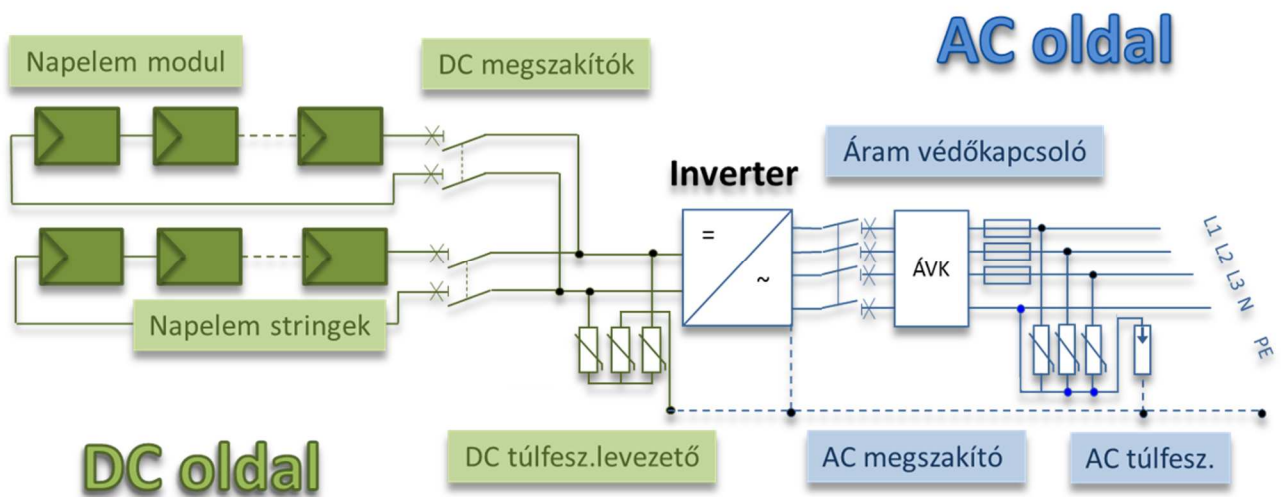 AC oldal
Napelem modul
DC megszakítók
Áram védőkapcsoló
Inverter
=
~
ÁVK
L1
L2
L3
N
PE
Napelem stringek
DC oldal
DC túlfesz.levezető
AC megszakító
AC túlfesz.